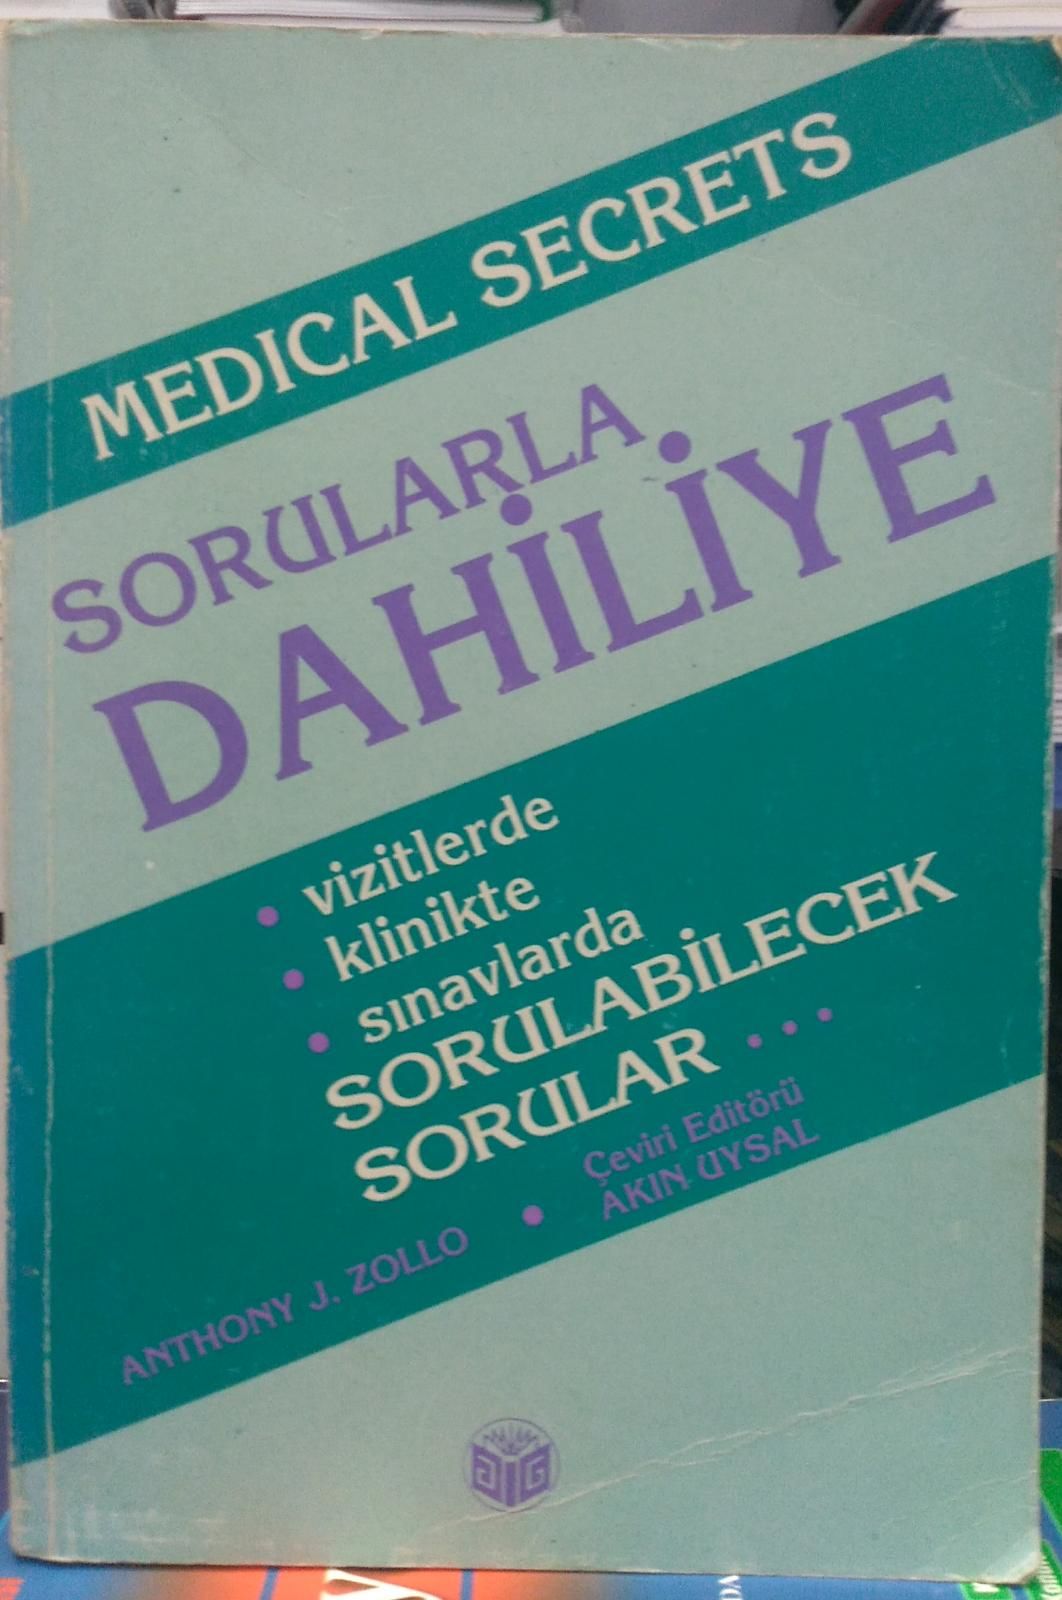 MEDICAL SECRETS
SORULARLA
DAHİLİYE
• vizitlerde
• klinikte
• sınavlarda
SORULABİLECEK
SORULAR ...
ANTHONY J. ZOLLO • Çeviri Editörü
AKIN UYSAL